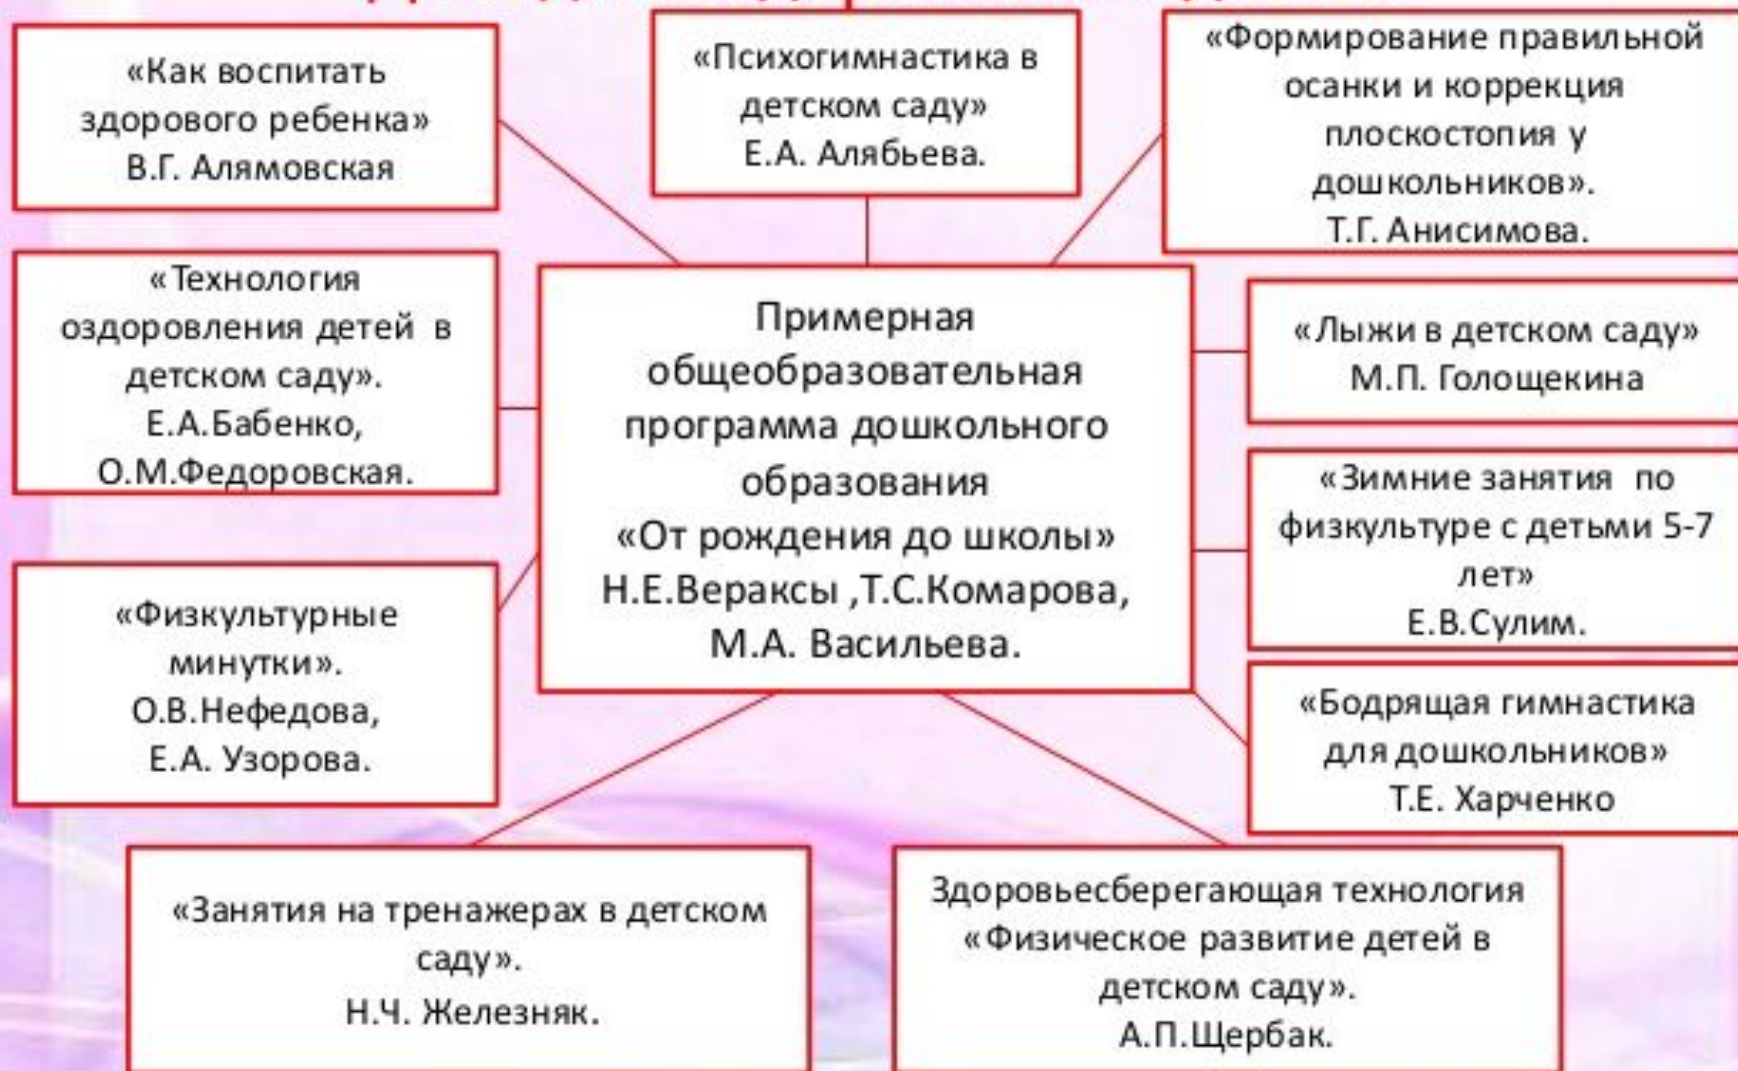 «Как воспитать
здорового ребенка»
В.Г. Алямовская
«Психогимнастика в
детском саду»
Е.А. Алябьева.
«Формирование правильной
осанки и коррекция
плоскостопия у
дошкольников».
Т.Г. Анисимова.
«Технология
оздоровления детей в
детском саду».
Е.А.Бабенко,
О.М.Федоровская.
Примерная
общеобразовательная
программа дошкольного
образования
«От рождения до школы»
Н.Е.Вераксы ,Т.С.Комарова,
М.А. Васильева.
«Лыжи в детском саду»
М.П. Голощекина
«Зимние занятия по
физкультуре с детьми 5-7
лет»
Е.В.Сулим.
«Физкультурные
минутки».
О.В.Нефедова,
Е.А. Узорова.
«Бодрящая гимнастика
для дошкольников»
Т.Е. Харченко
«Занятия на тренажерах в детском
саду».
Н.Ч. Железняк.
Здоровьесберегающая технология
«Физическое развитие детей в
детском саду».
А.П.Щербак.